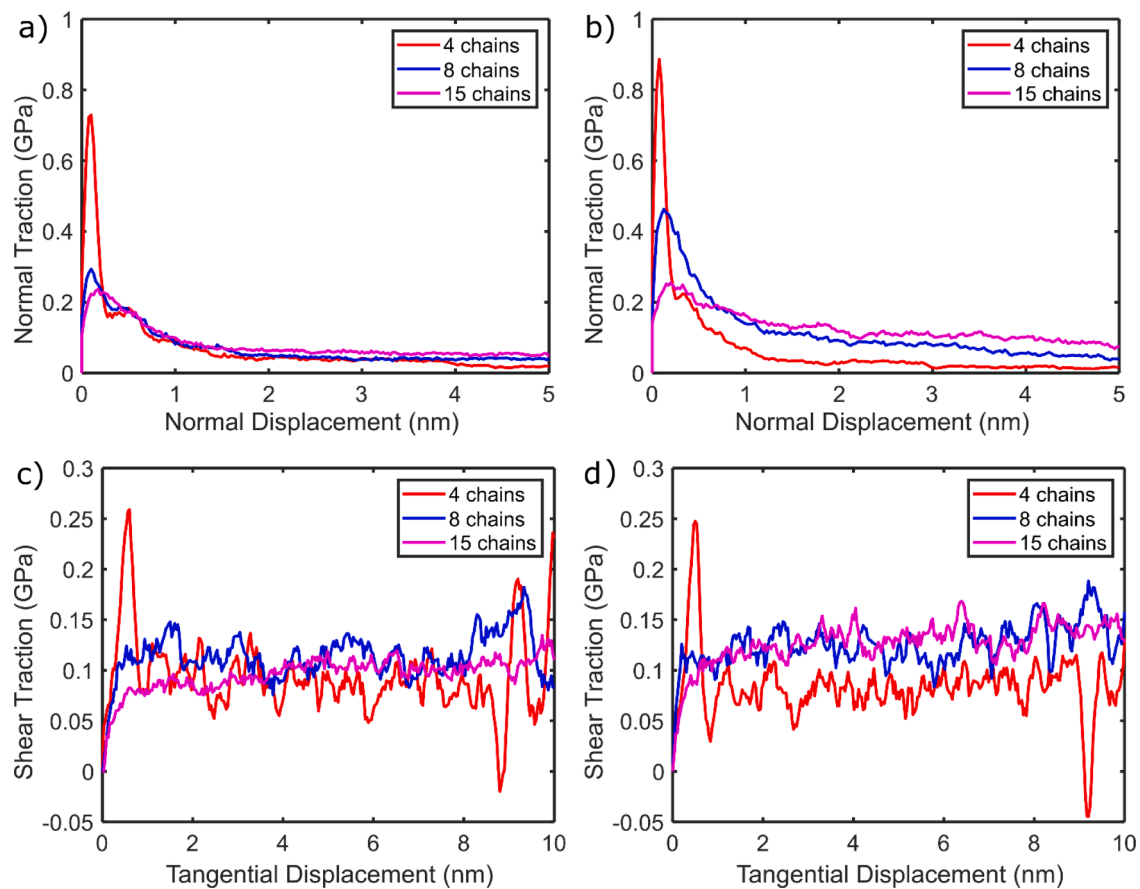 a)
1
0.8
0.6
0.4
0.2
0
Normal Traction (GPa)
4 chains
8 chains
15 chains
0 1 2 3 4 5
Normal Displacement (nm)
b)
1
0.8
0.6
0.4
0.2
0
Normal Traction (GPa)
4 chains
8 chains
15 chains
0 1 2 3 4 5
Normal Displacement (nm)
c)
0.3
0.25
0.2
0.15
0.1
0.05
0
-0.05
Shear Traction (GPa)
4 chains
8 chains
15 chains
0 2 4 6 8 10
Tangential Displacement (nm)
d)
0.3
0.25
0.2
0.15
0.1
0.05
0
-0.05
Shear Traction (GPa)
4 chains
8 chains
15 chains
0 2 4 6 8 10
Tangential Displacement (nm)